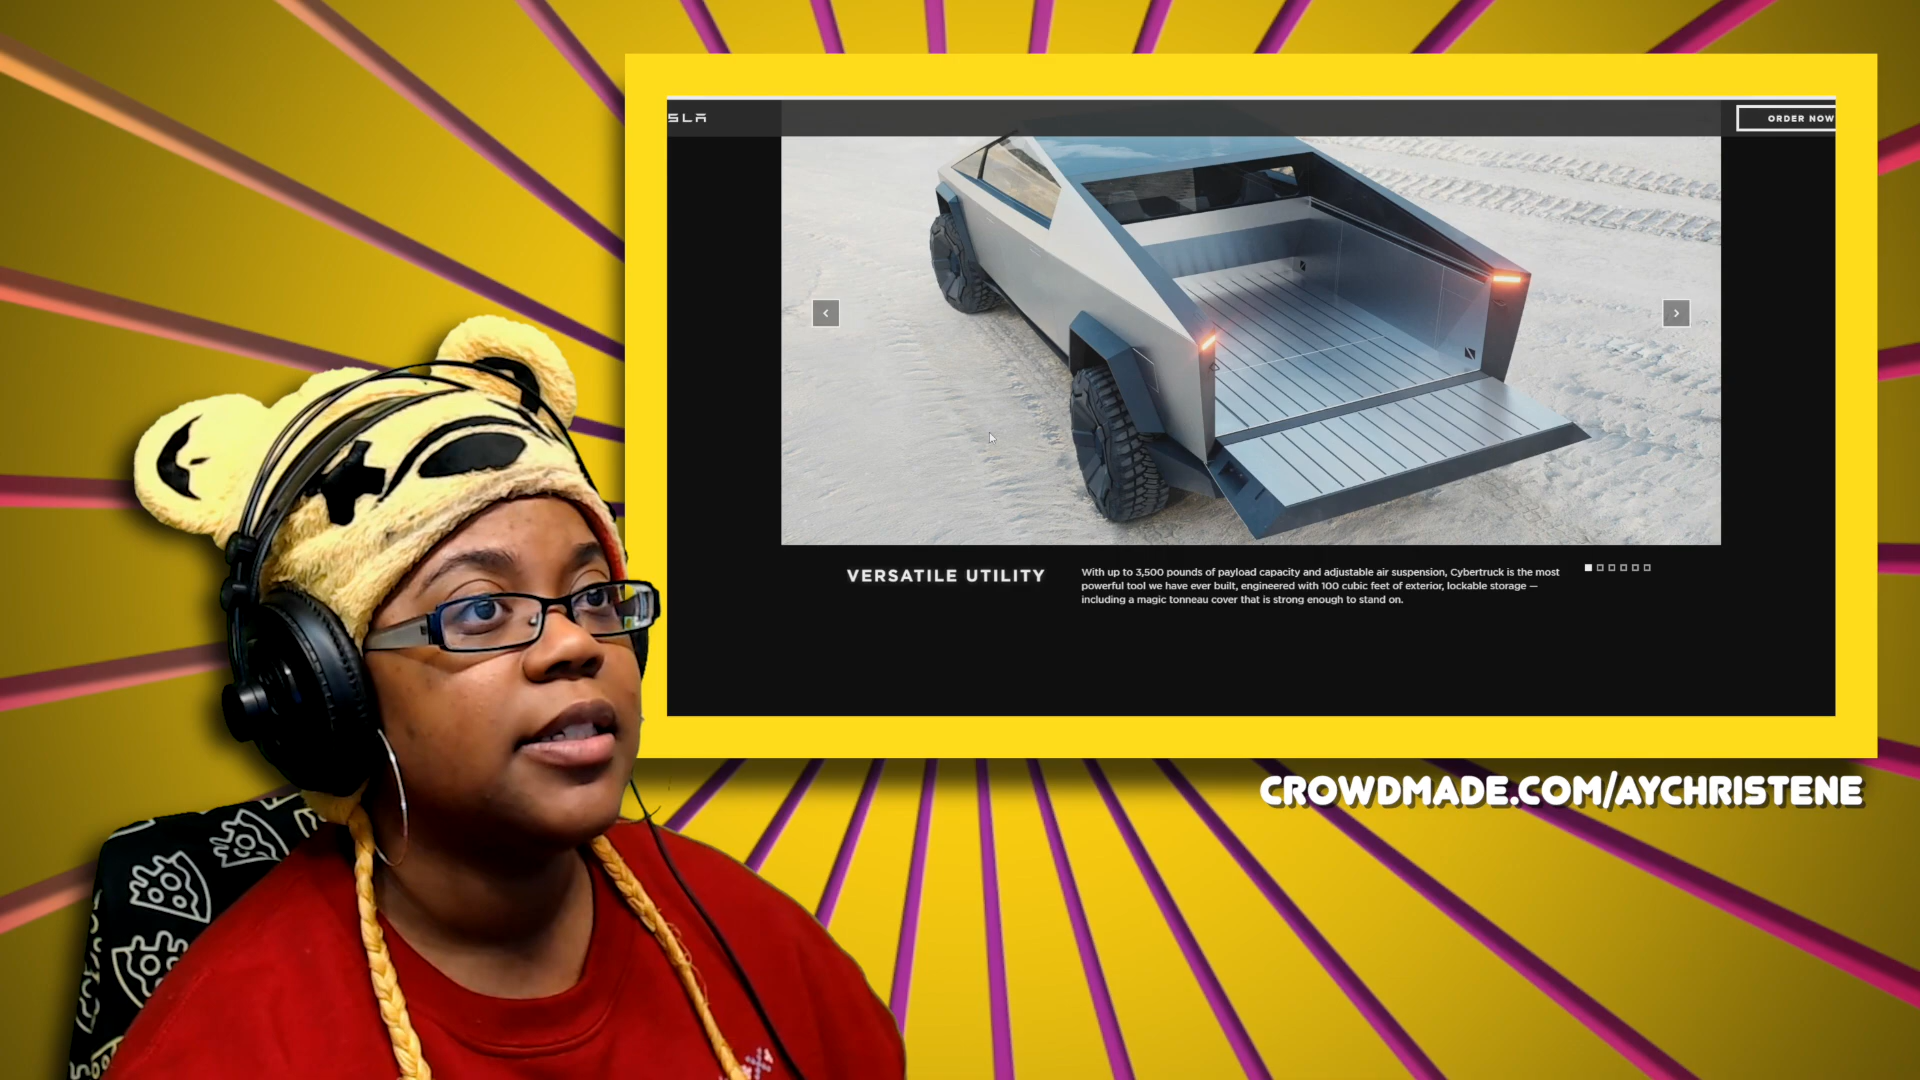 SLA
ORDER NOW
VERSATILE UTILITY
With up to 3,500 pounds of payload capacity and adjustable air suspension, Cybertruck is the most
powerful tool we have ever built, engineered with 100 cubic feet of exterior, lockable storage —
including a magic tonneau cover that is strong enough to stand on.
CROWDMADE.COM/AYCHRISTENE